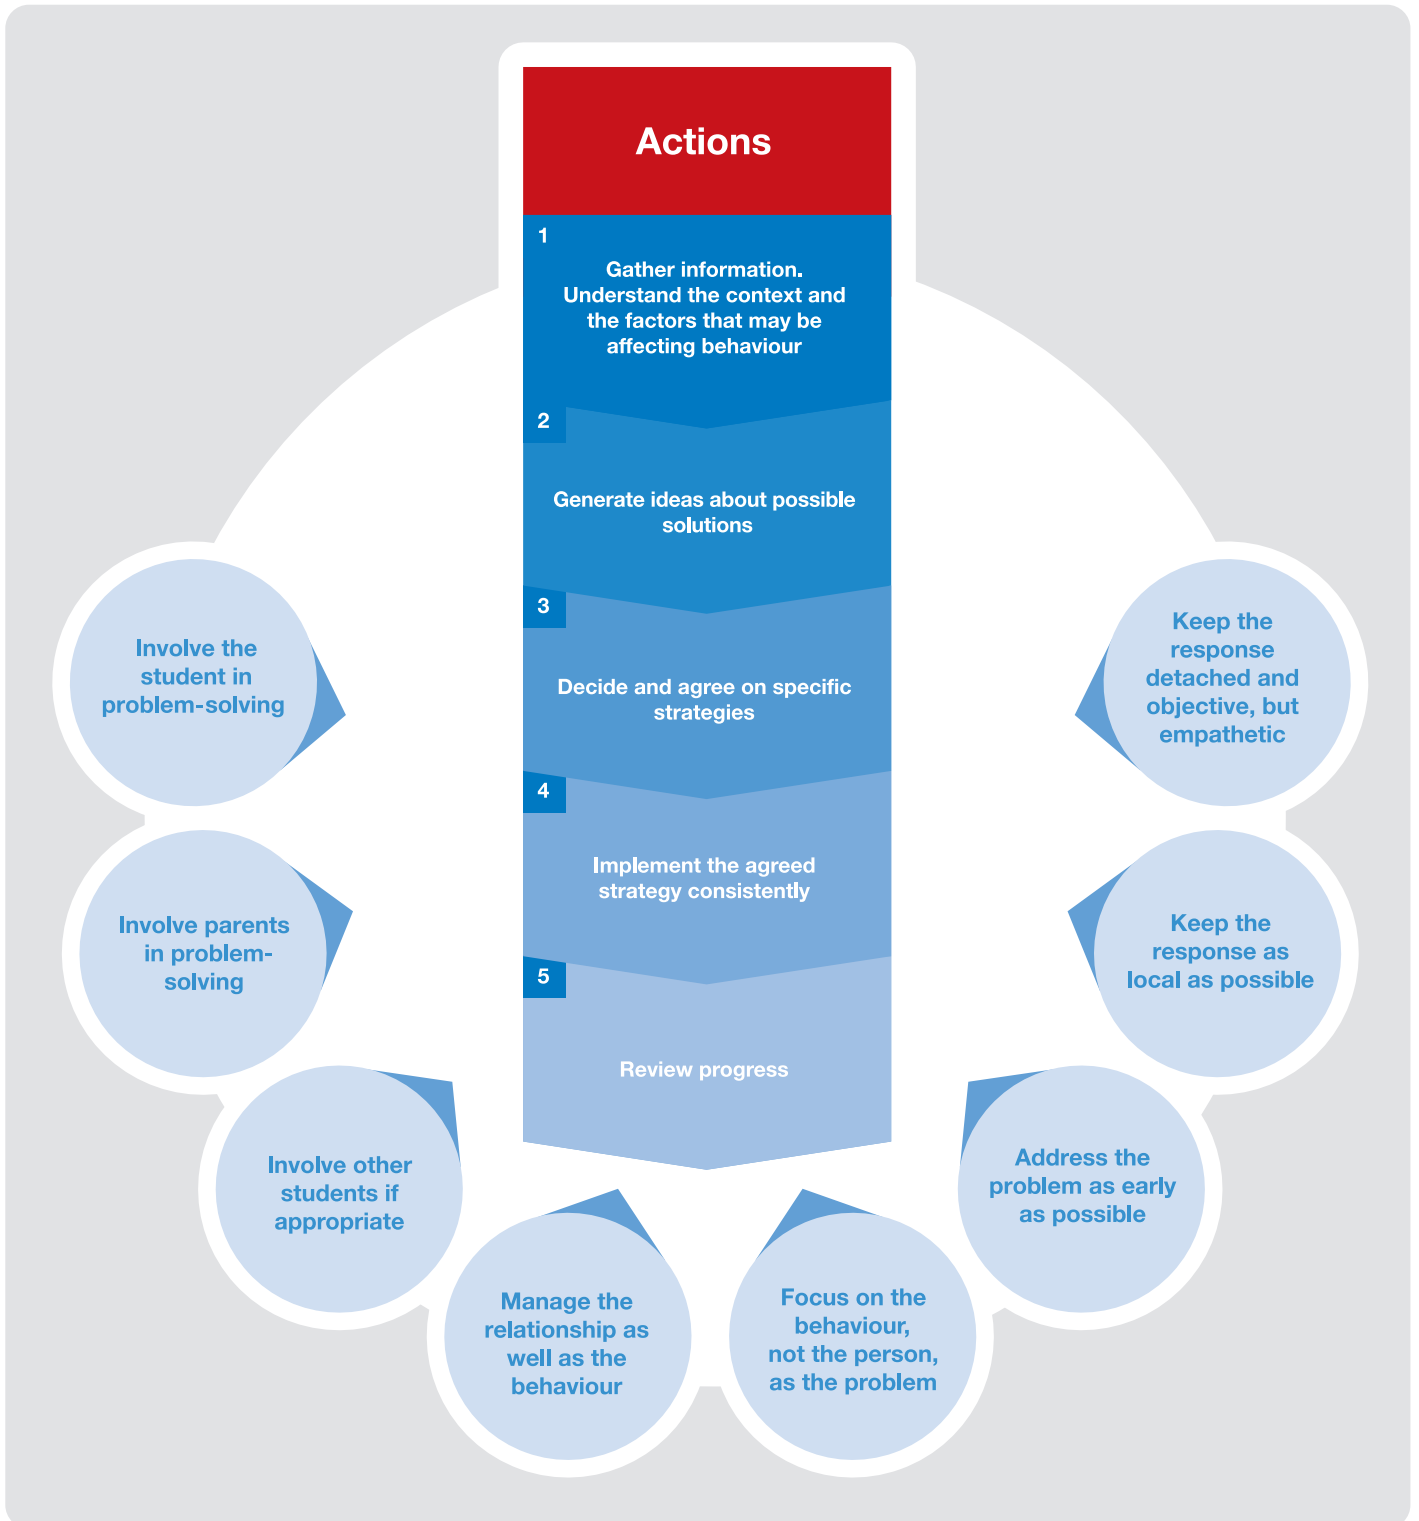 Actions
1
Gather information.
Understand the context and
the factors that may be
affecting behaviour
2
Generate ideas about possible
solutions
3
Decide and agree on specific
strategies
4
Implement the agreed
strategy consistently
5
Review progress
Involve the
student in
problem-solving
Involve parents
in problem-
solving
Involve other
students if
appropriate
Manage the
relationship as
well as the
behaviour
Focus on the
behaviour,
not the person,
as the problem
Address the
problem as early
as possible
Keep the
response as
local as possible
Keep the
response
detached and
objective, but
empathetic